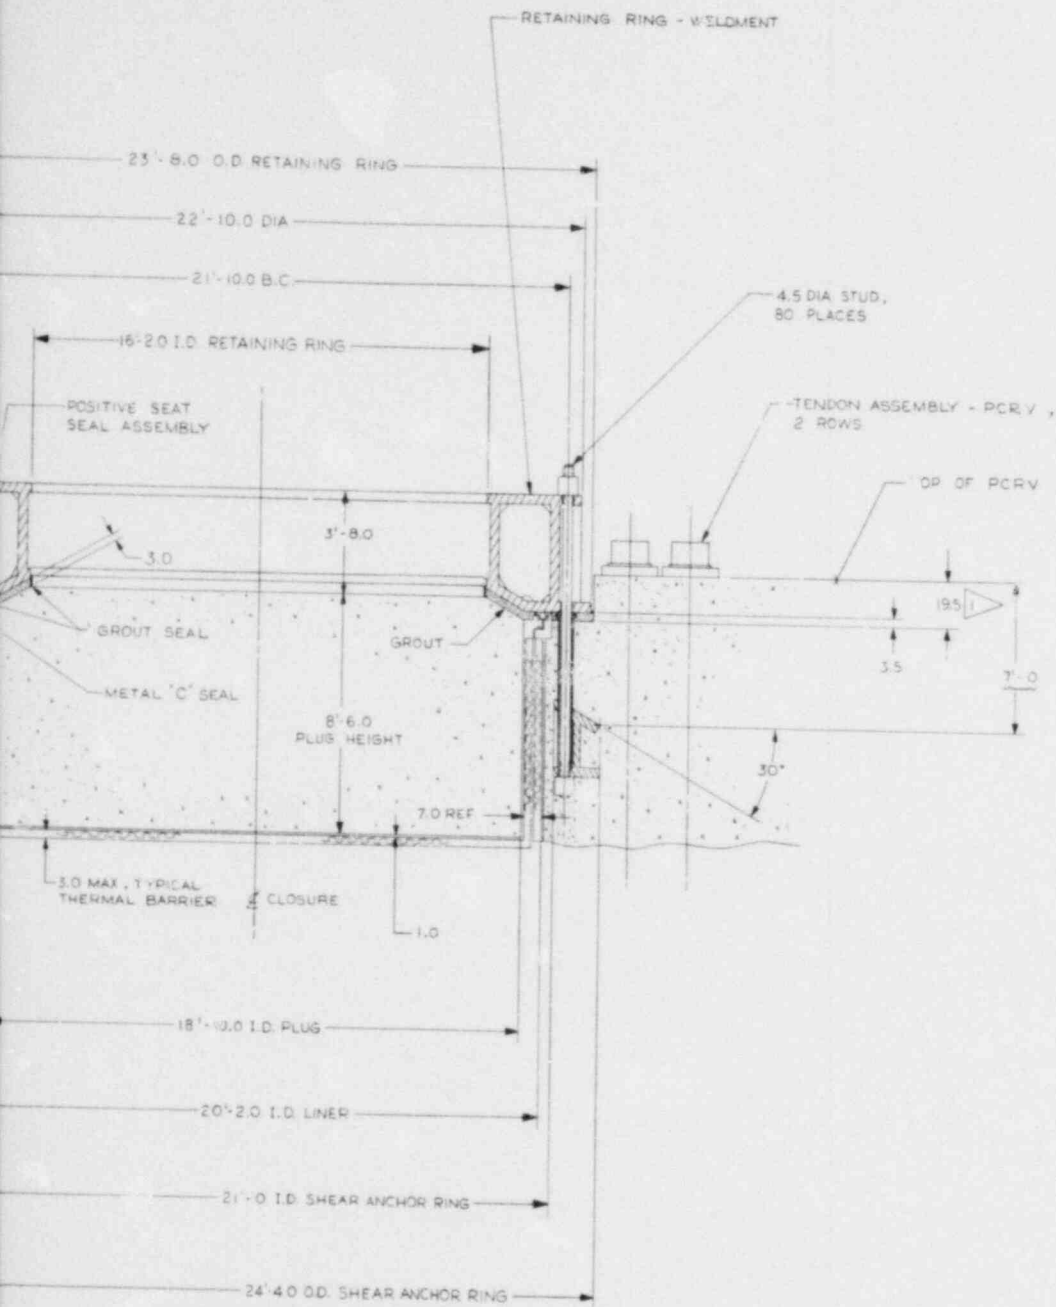 RETAINING RING - WELDMENT
23'-8.0 O.D. RETAINING RING
22'-10.0 DIA
21'-10.0 B.C.
4.5 DIA STUD,
80 PLACES
16'-2.0 I.D. RETAINING RING
POSITIVE SEAT
SEAL ASSEMBLY
TENDON ASSEMBLY - PCRV,
2 ROWS
TOP OF PCRV
3'-8.0
3.0
19.5 1
GROUT SEAL
GROUT
3.5
7'-0
METAL "C" SEAL
8'-6.0
PLUG HEIGHT
30°
7.0 REF
3.0 MAX, TYPICAL
THERMAL BARRIER
℄ CLOSURE
1.0
18'-10.0 I.D. PLUG
20'-2.0 I.D. LINER
21'-0 I.D. SHEAR ANCHOR RING
24'-4.0 O.D. SHEAR ANCHOR RING